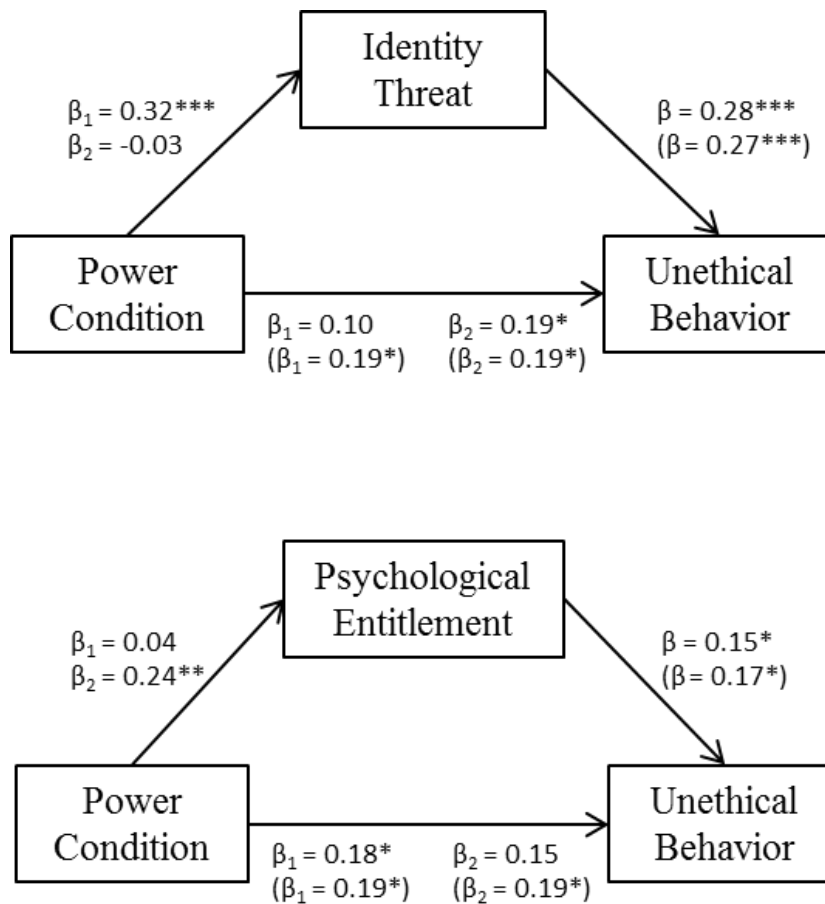 Identity
Threat
β₁ = 0.32***
β₂ = -0.03
β = 0.28***
(β = 0.27***)
Power
Condition
Unethical
Behavior
β₁ = 0.10 β₂ = 0.19*
(β₁ = 0.19*) (β₂ = 0.19*)
Psychological
Entitlement
β₁ = 0.04
β₂ = 0.24**
β = 0.15*
(β = 0.17*)
Power
Condition
Unethical
Behavior
β₁ = 0.18* β₂ = 0.15
(β₁ = 0.19*) (β₂ = 0.19*)